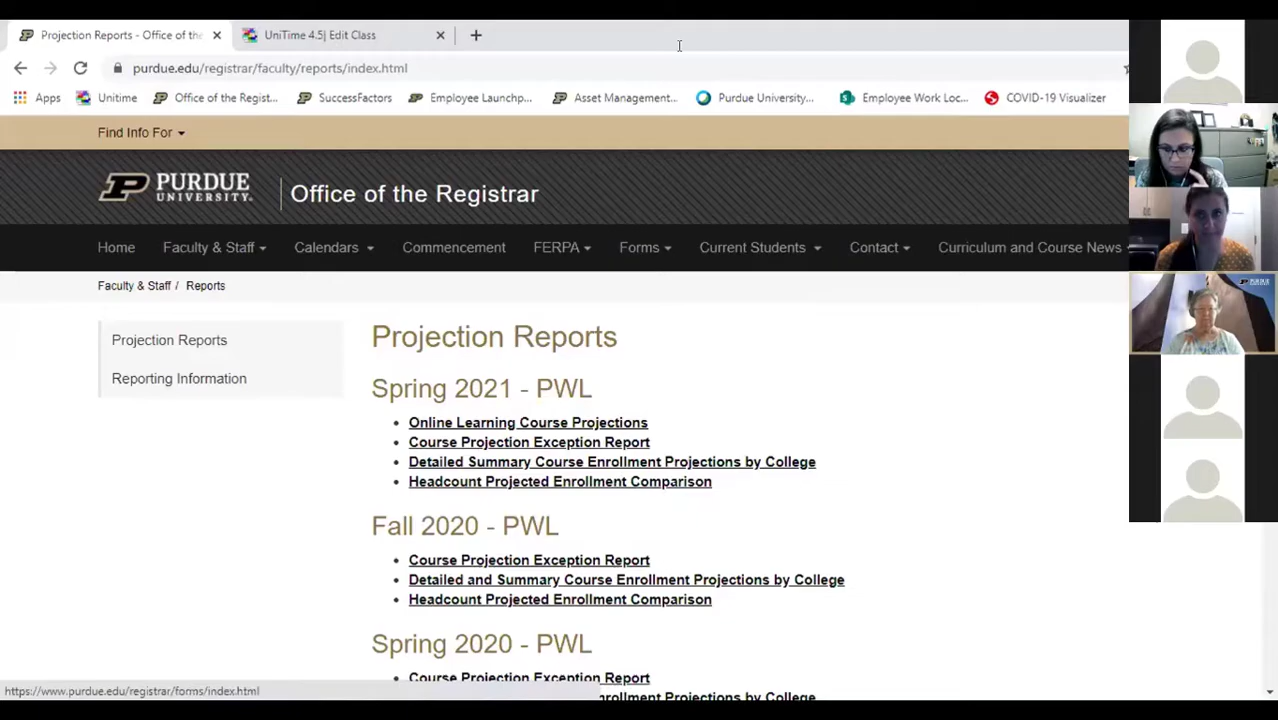 Projection Reports - Office of the
UniTime 4.5| Edit Class
purdue.edu/registrar/faculty/reports/index.html
Apps
Unitime
Office of the Regist...
SuccessFactors
Employee Launchp...
Asset Management...
Purdue University...
Employee Work Loc...
COVID-19 Visualizer
Find Info For
PURDUE UNIVERSITY
Office of the Registrar
Home
Faculty & Staff
Calendars
Commencement
FERPA
Forms
Current Students
Contact
Curriculum and Course News
Faculty & Staff / Reports
Projection Reports
Reporting Information
Projection Reports
Spring 2021 - PWL
Online Learning Course Projections
Course Projection Exception Report
Detailed Summary Course Enrollment Projections by College
Headcount Projected Enrollment Comparison
Fall 2020 - PWL
Course Projection Exception Report
Detailed and Summary Course Enrollment Projections by College
Headcount Projected Enrollment Comparison
Spring 2020 - PWL
Course Projection Exception Report
Enrollment Projections by College
https://www.purdue.edu/registrar/forms/index.html
PURDUE